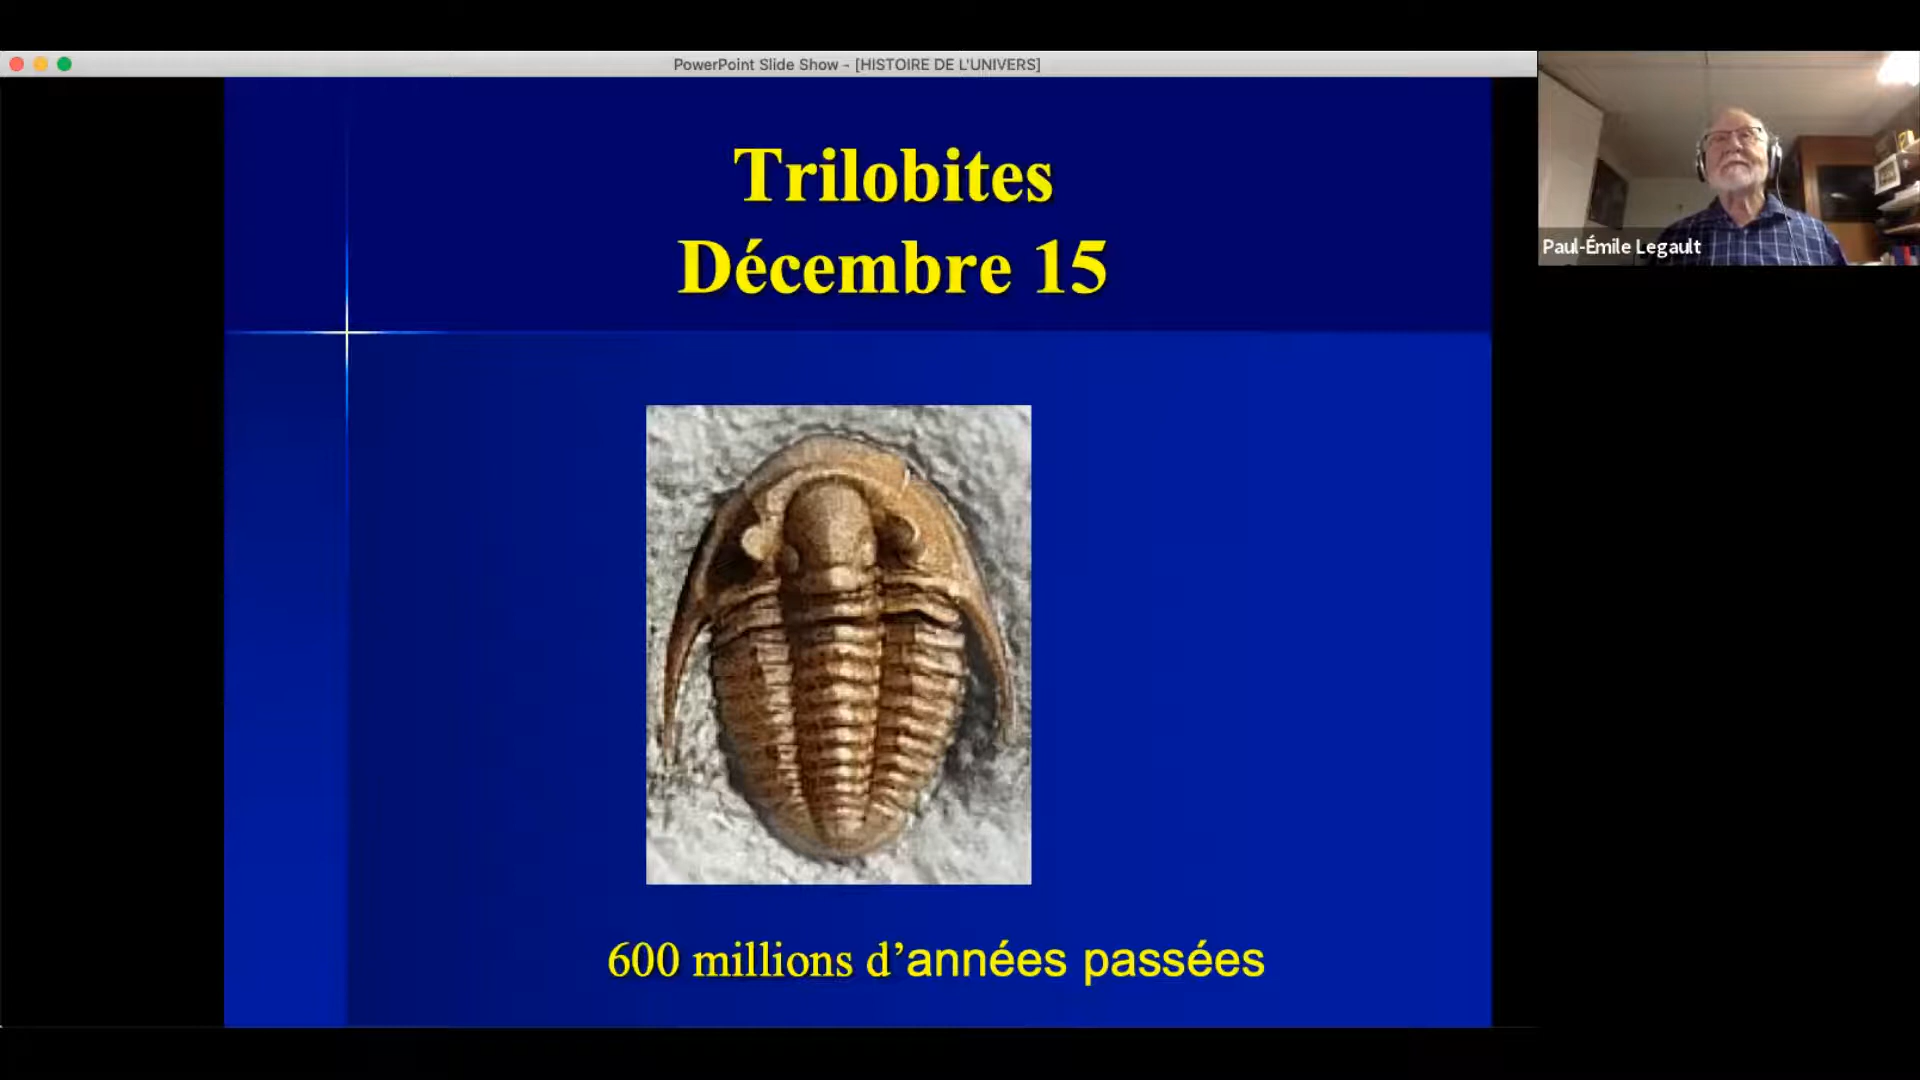 PowerPoint Slide Show - [HISTOIRE DE L'UNIVERS]
Trilobites
Décembre 15
Paul-Émile Legault
600 millions d’années passées